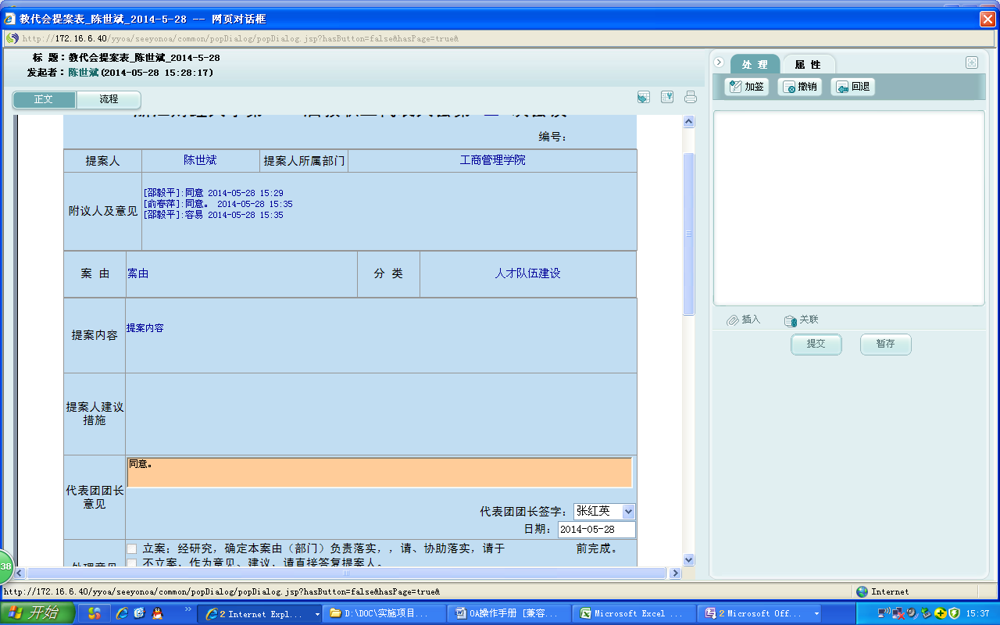 教代会提案表_陈世斌_2014-5-28 -- 网页对话框
http://172.16.6.40/yyoa/seeyonoa/common/popDialog/popDialog.jsp?hasButton=false&hasPage=true&
标 题：教代会提案表_陈世斌_2014-5-28
发起者：陈世斌(2014-05-28 15:28:17)
正文 流程
编号：
提案人 陈世斌 提案人所属部门 工商管理学院
附议人及意见
[邵毅平]:同意 2014-05-28 15:29
[俞春萍]:同意。 2014-05-28 15:35
[邵毅平]:容易 2014-05-28 15:35
案 由 案由 分 类 人才队伍建设
提案内容 提案内容
提案人建议
措施
代表团团长
意见
同意。
代表团团长签字： 张红英
日期： 2014-05-28
处理意见
立案；经研究，确定本案由（部门）负责落实，，请、协助落实，请于 前完成。
不立案，作为意见、建议，请直接答复提案人。
处 理 属 性
加签 撤销 回退
插入 关联
提交 暂存
38
http://172.16.6.40/yyoa/seeyonoa/common/popDialog/popDialog.jsp?hasButton=false&hasPage=true&
Internet
开始
2 Internet Expl...
D:\DOC\实施项目...
OA操作手册 [兼容...
Microsoft Excel ...
2 Microsoft Off...
15:37